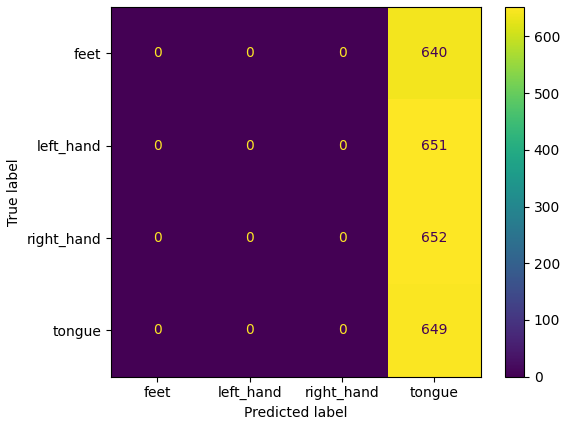 True label
feet 0 0 0 640
left_hand 0 0 0 651
right_hand 0 0 0 652
tongue 0 0 0 649
feet left_hand right_hand tongue
Predicted label
600
500
400
300
200
100
0